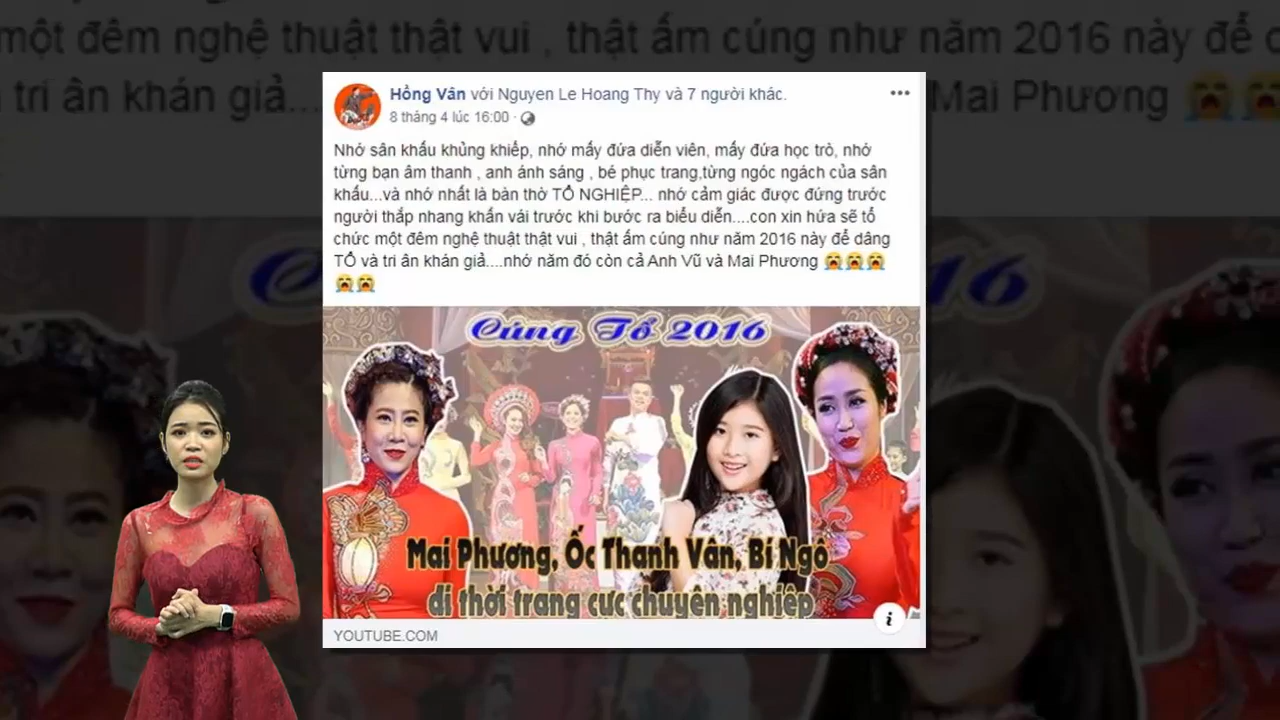 một đêm nghệ thuật thật vui , thật ấm cúng như năm 2016 này để d
tri ân khán giả....
Mai Phương 😭😭
Hồng Vân với Nguyen Le Hoang Thy và 7 người khác.
8 tháng 4 lúc 16:00 ·
Nhớ sân khấu khủng khiếp, nhớ mấy đứa diễn viên, mấy đứa học trò, nhớ
từng bạn âm thanh , anh ánh sáng , bé phục trang,từng ngóc ngách của sân
khấu...và nhớ nhất là bàn thờ TỔ NGHIỆP... nhớ cảm giác được đứng trước
người thắp nhang khấn vái trước khi bước ra biểu diễn....con xin hứa sẽ tổ
chức một đêm nghệ thuật thật vui , thật ấm cúng như năm 2016 này để dâng
TỔ và tri ân khán giả....nhớ năm đó còn cả Anh Vũ và Mai Phương 😭😭😭
😭😭
Cúng Tổ 2016
Mai Phương, Ốc Thanh Vân, Bí Ngô
đi thời trang cực chuyên nghiệp
YOUTUBE.COM